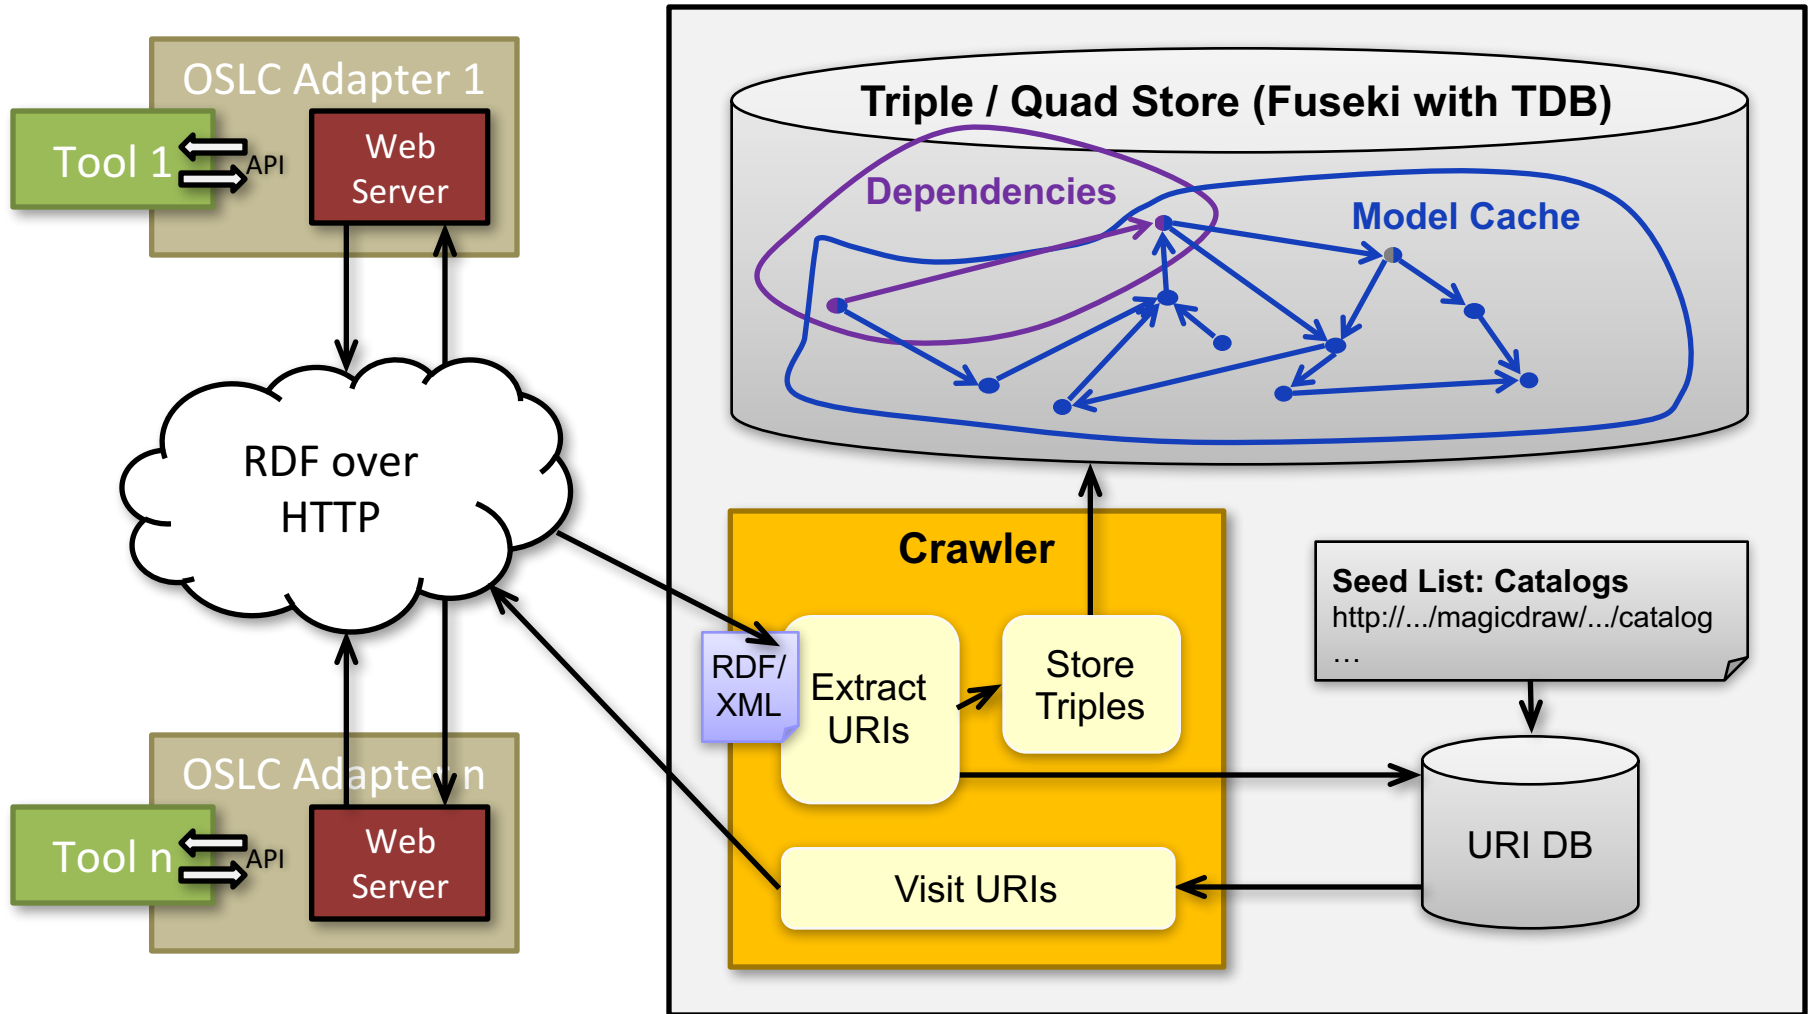 OSLC Adapter 1
Tool 1
API
Web
Server
RDF over
HTTP
OSLC Adapter n
Tool n
API
Web
Server
Triple / Quad Store (Fuseki with TDB)
Dependencies
Model Cache
Crawler
RDF/
XML
Extract
URIs
Store
Triples
Visit URIs
Seed List: Catalogs
http://.../magicdraw/.../catalog
…
URI DB